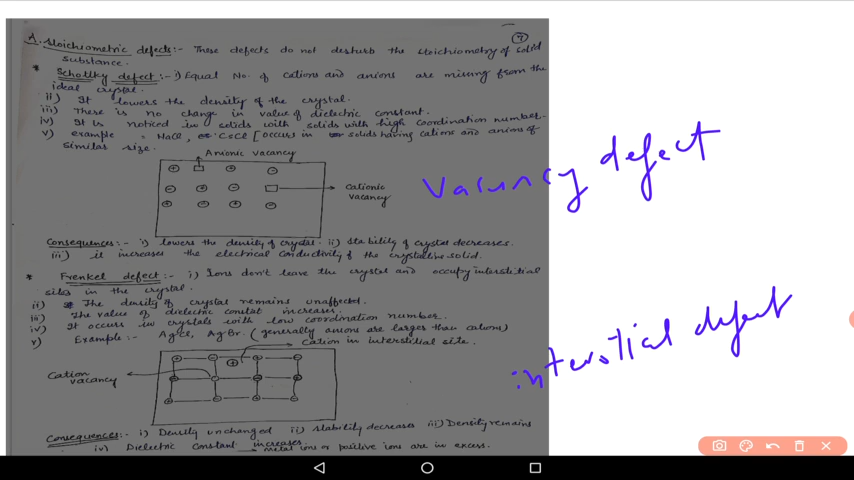 7
A. Stoichiometric defects:- These defects do not disturb the stoichiometry of solid
substance.
* Schottky defect :- i) Equal No. of cations and anions are missing from the
ideal crystal.
ii) It lowers the density of the crystal.
iii) There is no change in value of dielectric constant.
iv) It is noticed in solids with solids with high coordination number.
v) example = NaCl, CsCl [occurs in solids having cations and anions of
similar size.
Anionic vacancy
Cationic
vacancy
Vacuncy defect
Consequences:- i) lowers the density of crystal ii) Stability of crystal decreases.
iii) it increases the electrical conductivity of the crystalline solid.
* Frenkel defect :- i) Ions don't leave the crystal and occupy interstitial
sites in the crystal.
ii) The density of crystal remains unaffected.
iii) The value of dielectric constat increases.
iv) It occurs in crystals with low coordination number.
v) Example:- AgCl, AgBr. (generally anions are larger than cations)
Cation in interstitial site.
Cation
vacancy
interstial defect
Consequences:- i) Density unchanged ii) stability decreases iii) Density remains
iv) Dielectric Constant increases.
→ metal ions or positive ions are in excess.